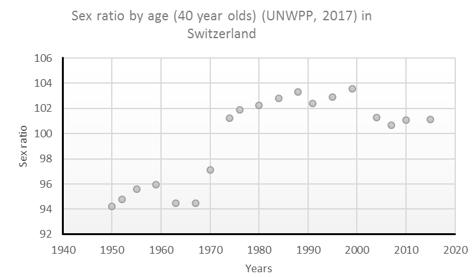 Sex ratio by age (40 year olds) (UNWPP, 2017) in
Switzerland
106
104
102
100
98
96
94
92
Sex ratio
1940 1950 1960 1970 1980 1990 2000 2010 2020
Years